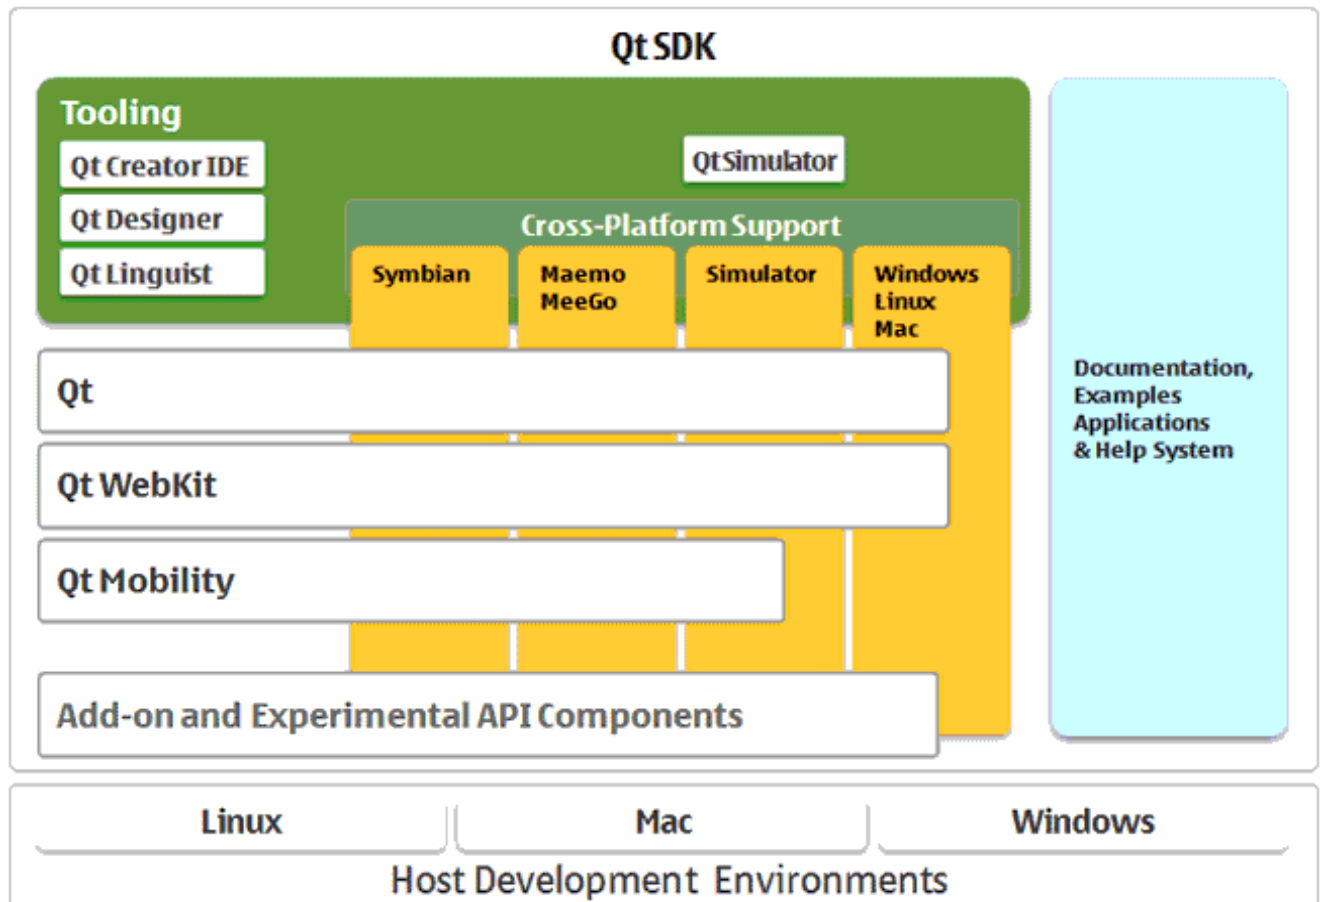 Qt SDK
Tooling
Qt Creator IDE
Qt Designer
Qt Linguist
QtSimulator
Cross-Platform Support
Symbian
Maemo
MeeGo
Simulator
Windows
Linux
Mac
Qt
Qt WebKit
Qt Mobility
Add-on and Experimental API Components
Documentation,
Examples
Applications
& Help System
Linux
Mac
Windows
Host Development Environments